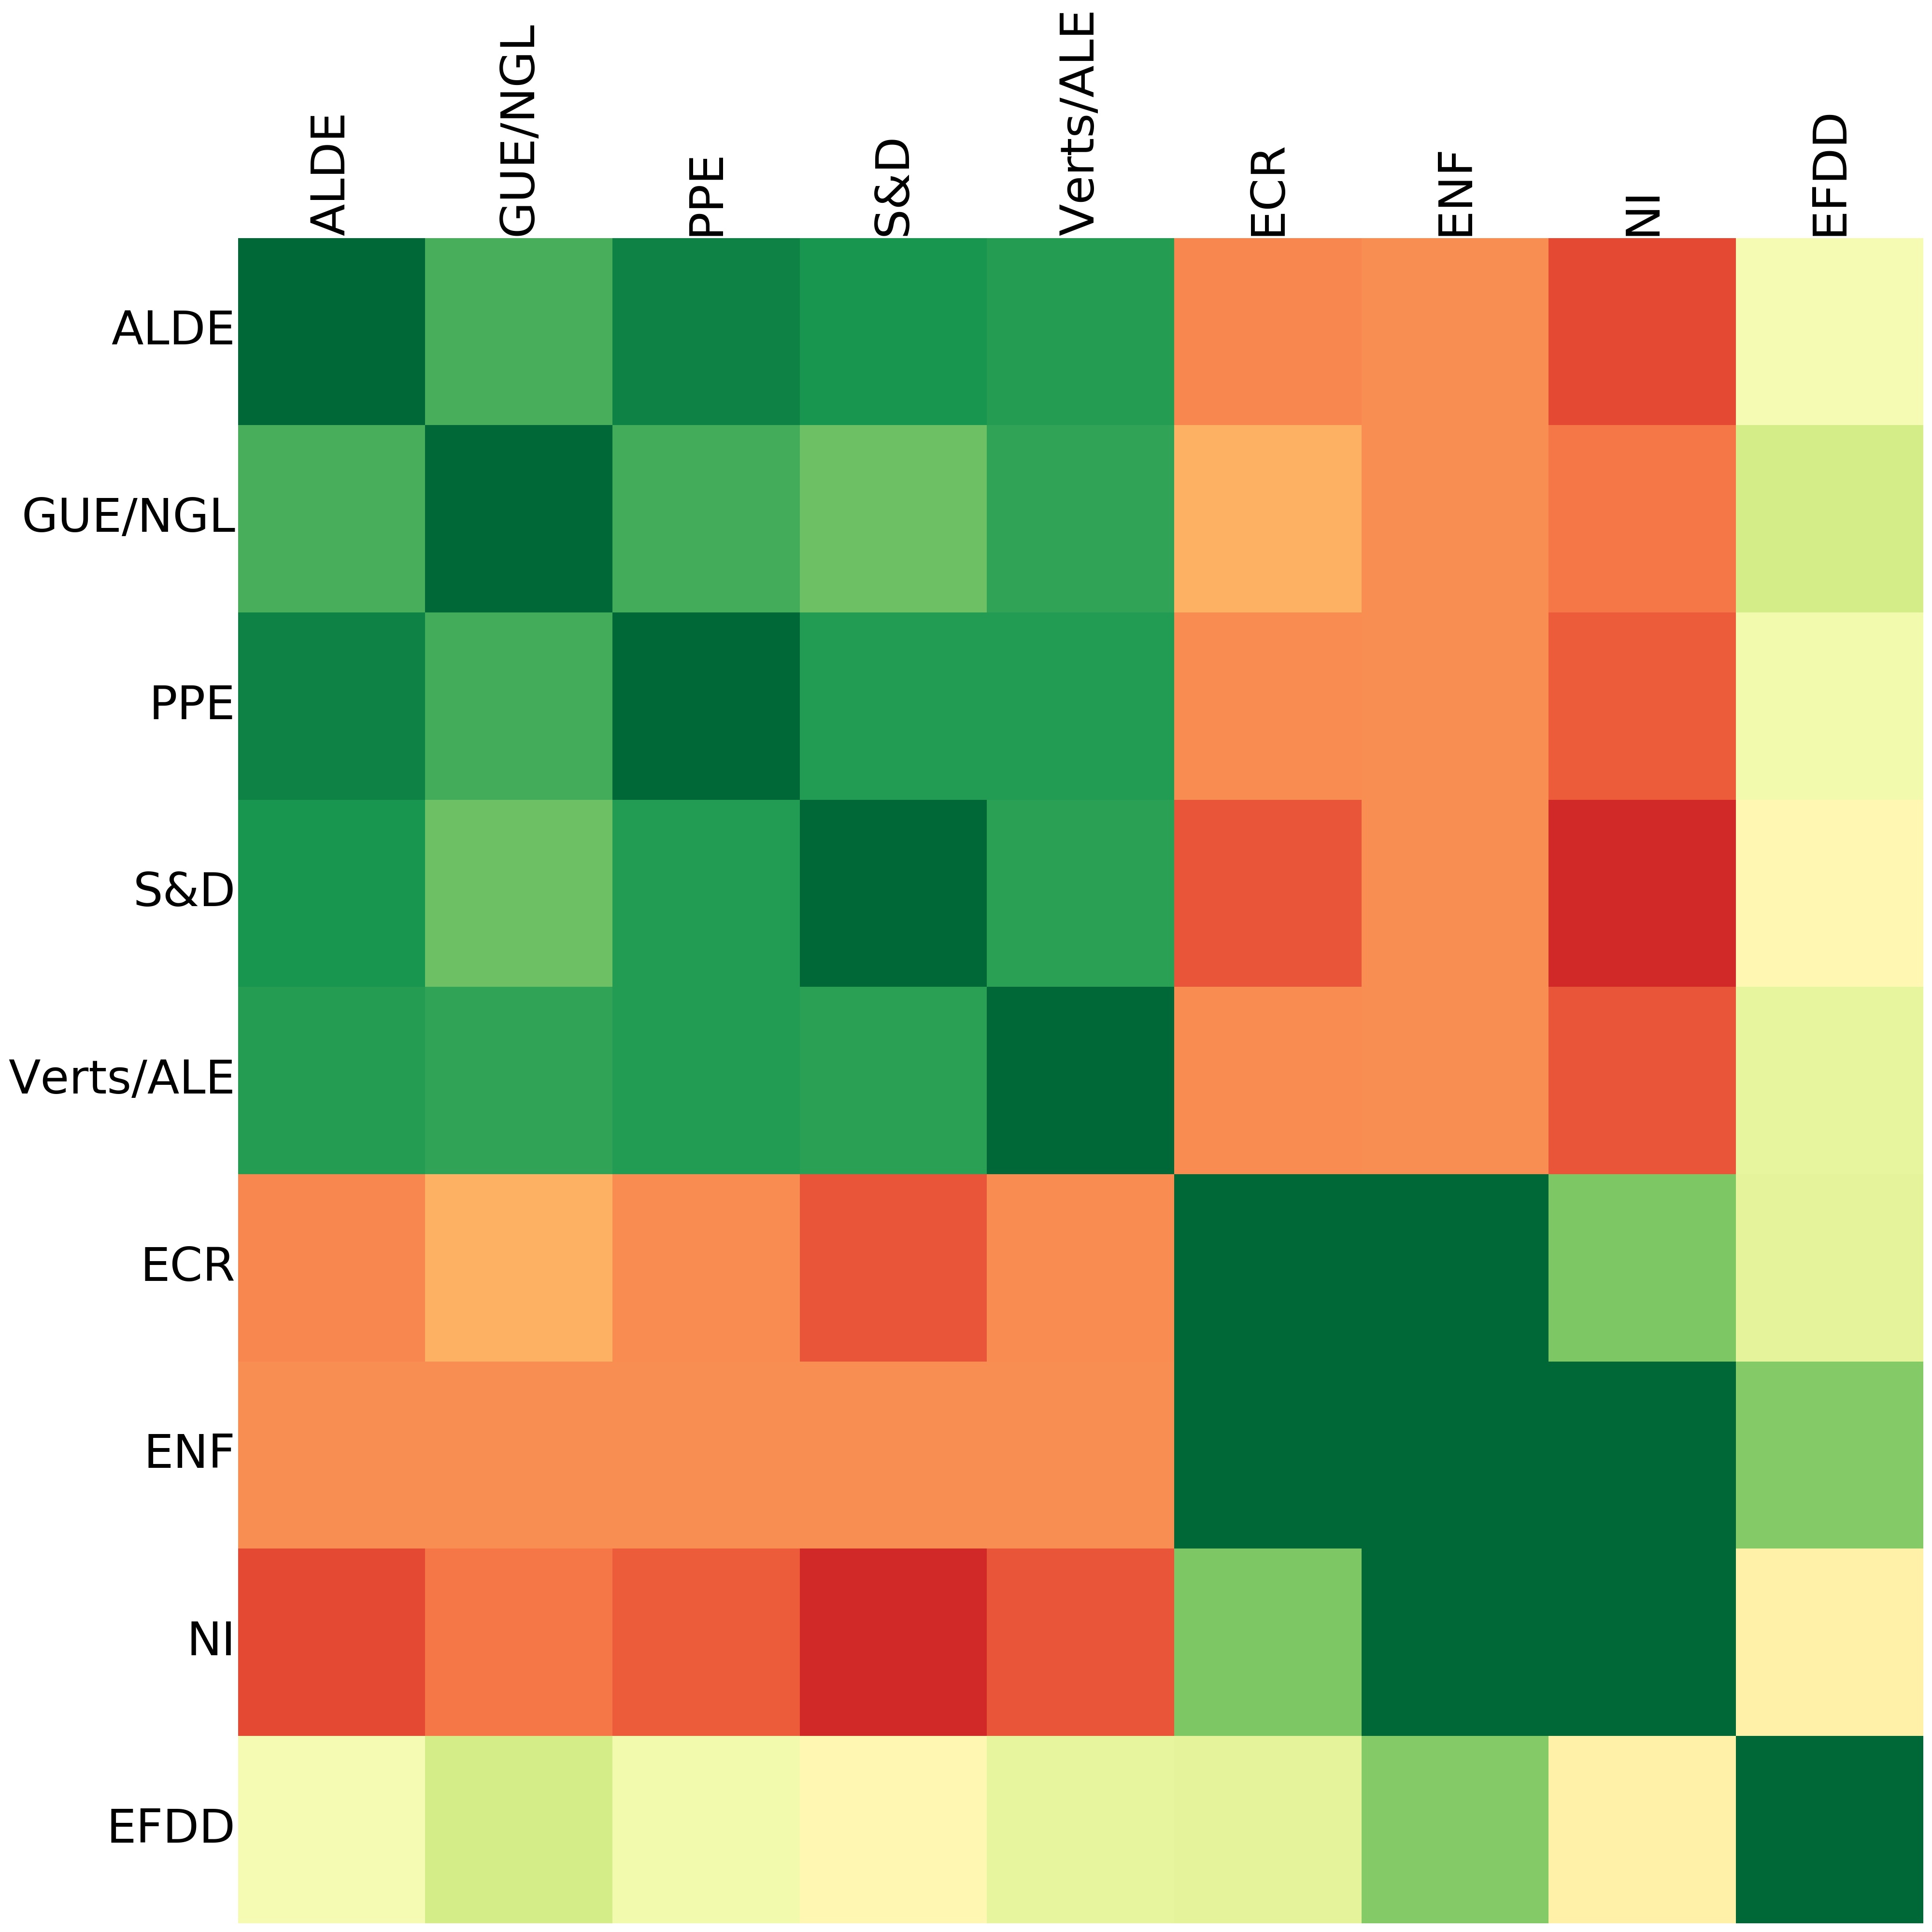 ALDE
GUE/NGL
PPE
S&D
Verts/ALE
ECR
ENF
NI
EFDD
ALDE
GUE/NGL
PPE
S&D
Verts/ALE
ECR
ENF
NI
EFDD